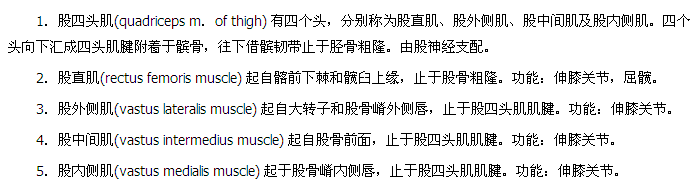 1. 股四头肌(quadriceps m. of thigh) 有四个头，分别称为股直肌、股外侧肌、股中间肌及股内侧肌。四个
头向下汇成四头肌腱附着于髌骨，往下借髌韧带止于胫骨粗隆。由股神经支配。
2. 股直肌(rectus femoris muscle) 起自髂前下棘和髋臼上缘，止于股骨粗隆。功能：伸膝关节，屈髋。
3. 股外侧肌(vastus lateralis muscle) 起自大转子和股骨嵴外侧唇，止于股四头肌肌腱。功能：伸膝关节。
4. 股中间肌(vastus intermedius muscle) 起自股骨前面，止于股四头肌肌腱。功能：伸膝关节。
5. 股内侧肌(vastus medialis muscle) 起于股骨嵴内侧唇，止于股四头肌肌腱。功能：伸膝关节。